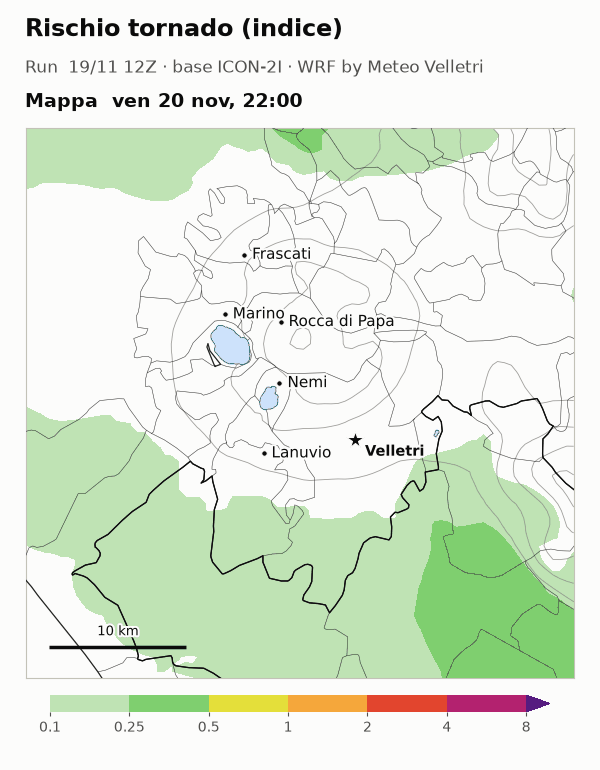 Rischio tornado (indice)
Run  19/11 12Z · base ICON-2I · WRF by Meteo Velletri
Mappa  ven 20 nov, 22:00
Frascati
Marino
Rocca di Papa
Nemi
Velletri
Lanuvio
10 km
0.1 0.25 0.5 1 2 4 8